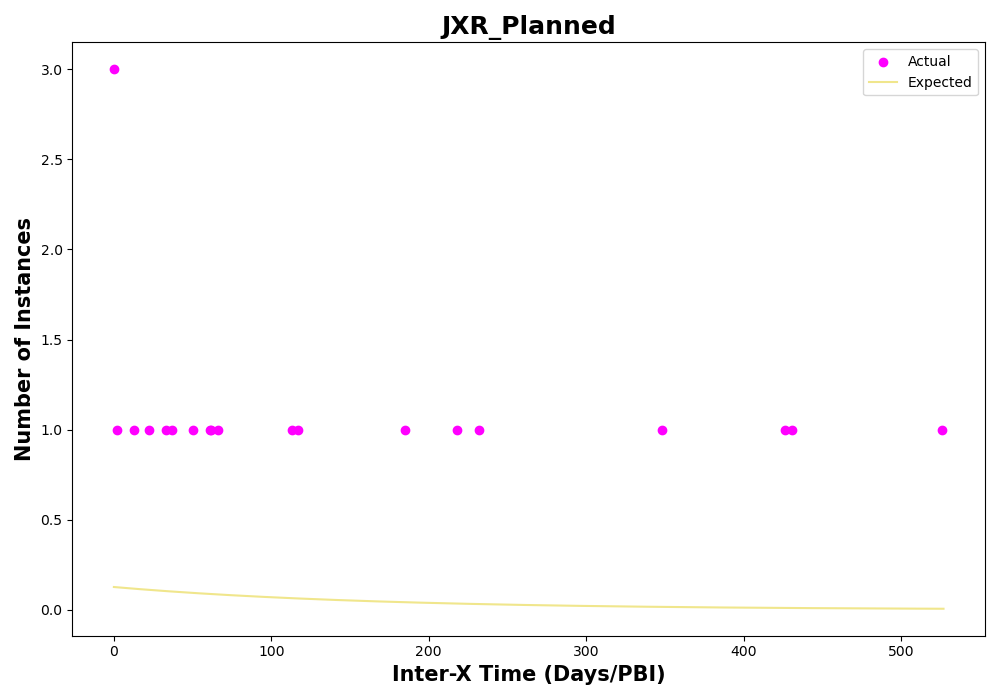 JXR_Planned
Actual
Expected
Number of Instances
3.0
2.5
2.0
1.5
1.0
0.5
0.0
0 100 200 300 400 500
Inter-X Time (Days/PBI)